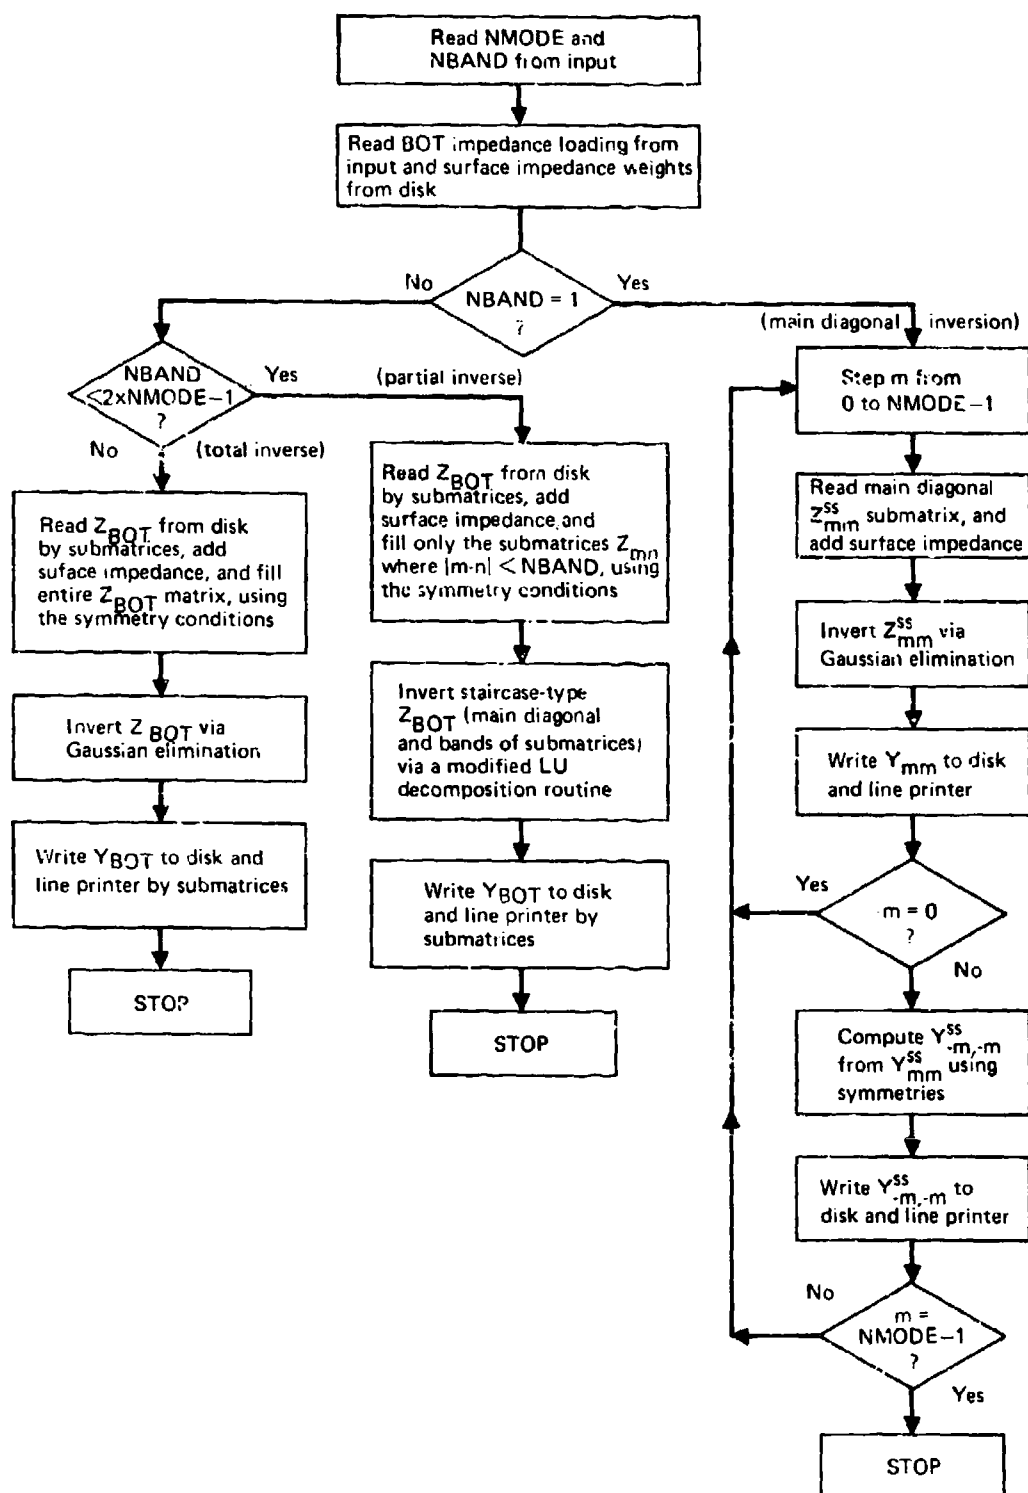 Read NMODE and
NBAND from input
Read BOT impedance loading from
input and surface impedance weights
from disk
No
NBAND = 1
?
Yes
(main diagonal inversion)
NBAND
<2xNMODE-1
?
Yes
(partial inverse)
No
(total inverse)
Read Z_BOT from disk
by submatrices, add
suface impedance, and fill
entire Z_BOT matrix, using
the symmetry conditions
Invert Z_BOT via
Gaussian elimination
Write Y_BOT to disk and
line printer by submatrices
STOP
Read Z_BOT from disk
by submatrices, add
surface impedance, and
fill only the submatrices Z_mn
where |m-n| < NBAND, using
the symmetry conditions
Invert staircase-type
Z_BOT (main diagonal
and bands of submatrices)
via a modified LU
decomposition routine
Write Y_BOT to disk
and line printer by
submatrices
STOP
Step m from
0 to NMODE-1
Read main diagonal
Z^ss_mm submatrix, and
add surface impedance
Invert Z^ss_mm via
Gaussian elimination
Write Y_mm to disk
and line printer
Yes
m = 0
?
No
Compute Y^ss_-m,-m
from Y^ss_mm using
symmetries
Write Y^ss_-m,-m to
disk and line printer
No
m =
NMODE-1
?
Yes
STOP